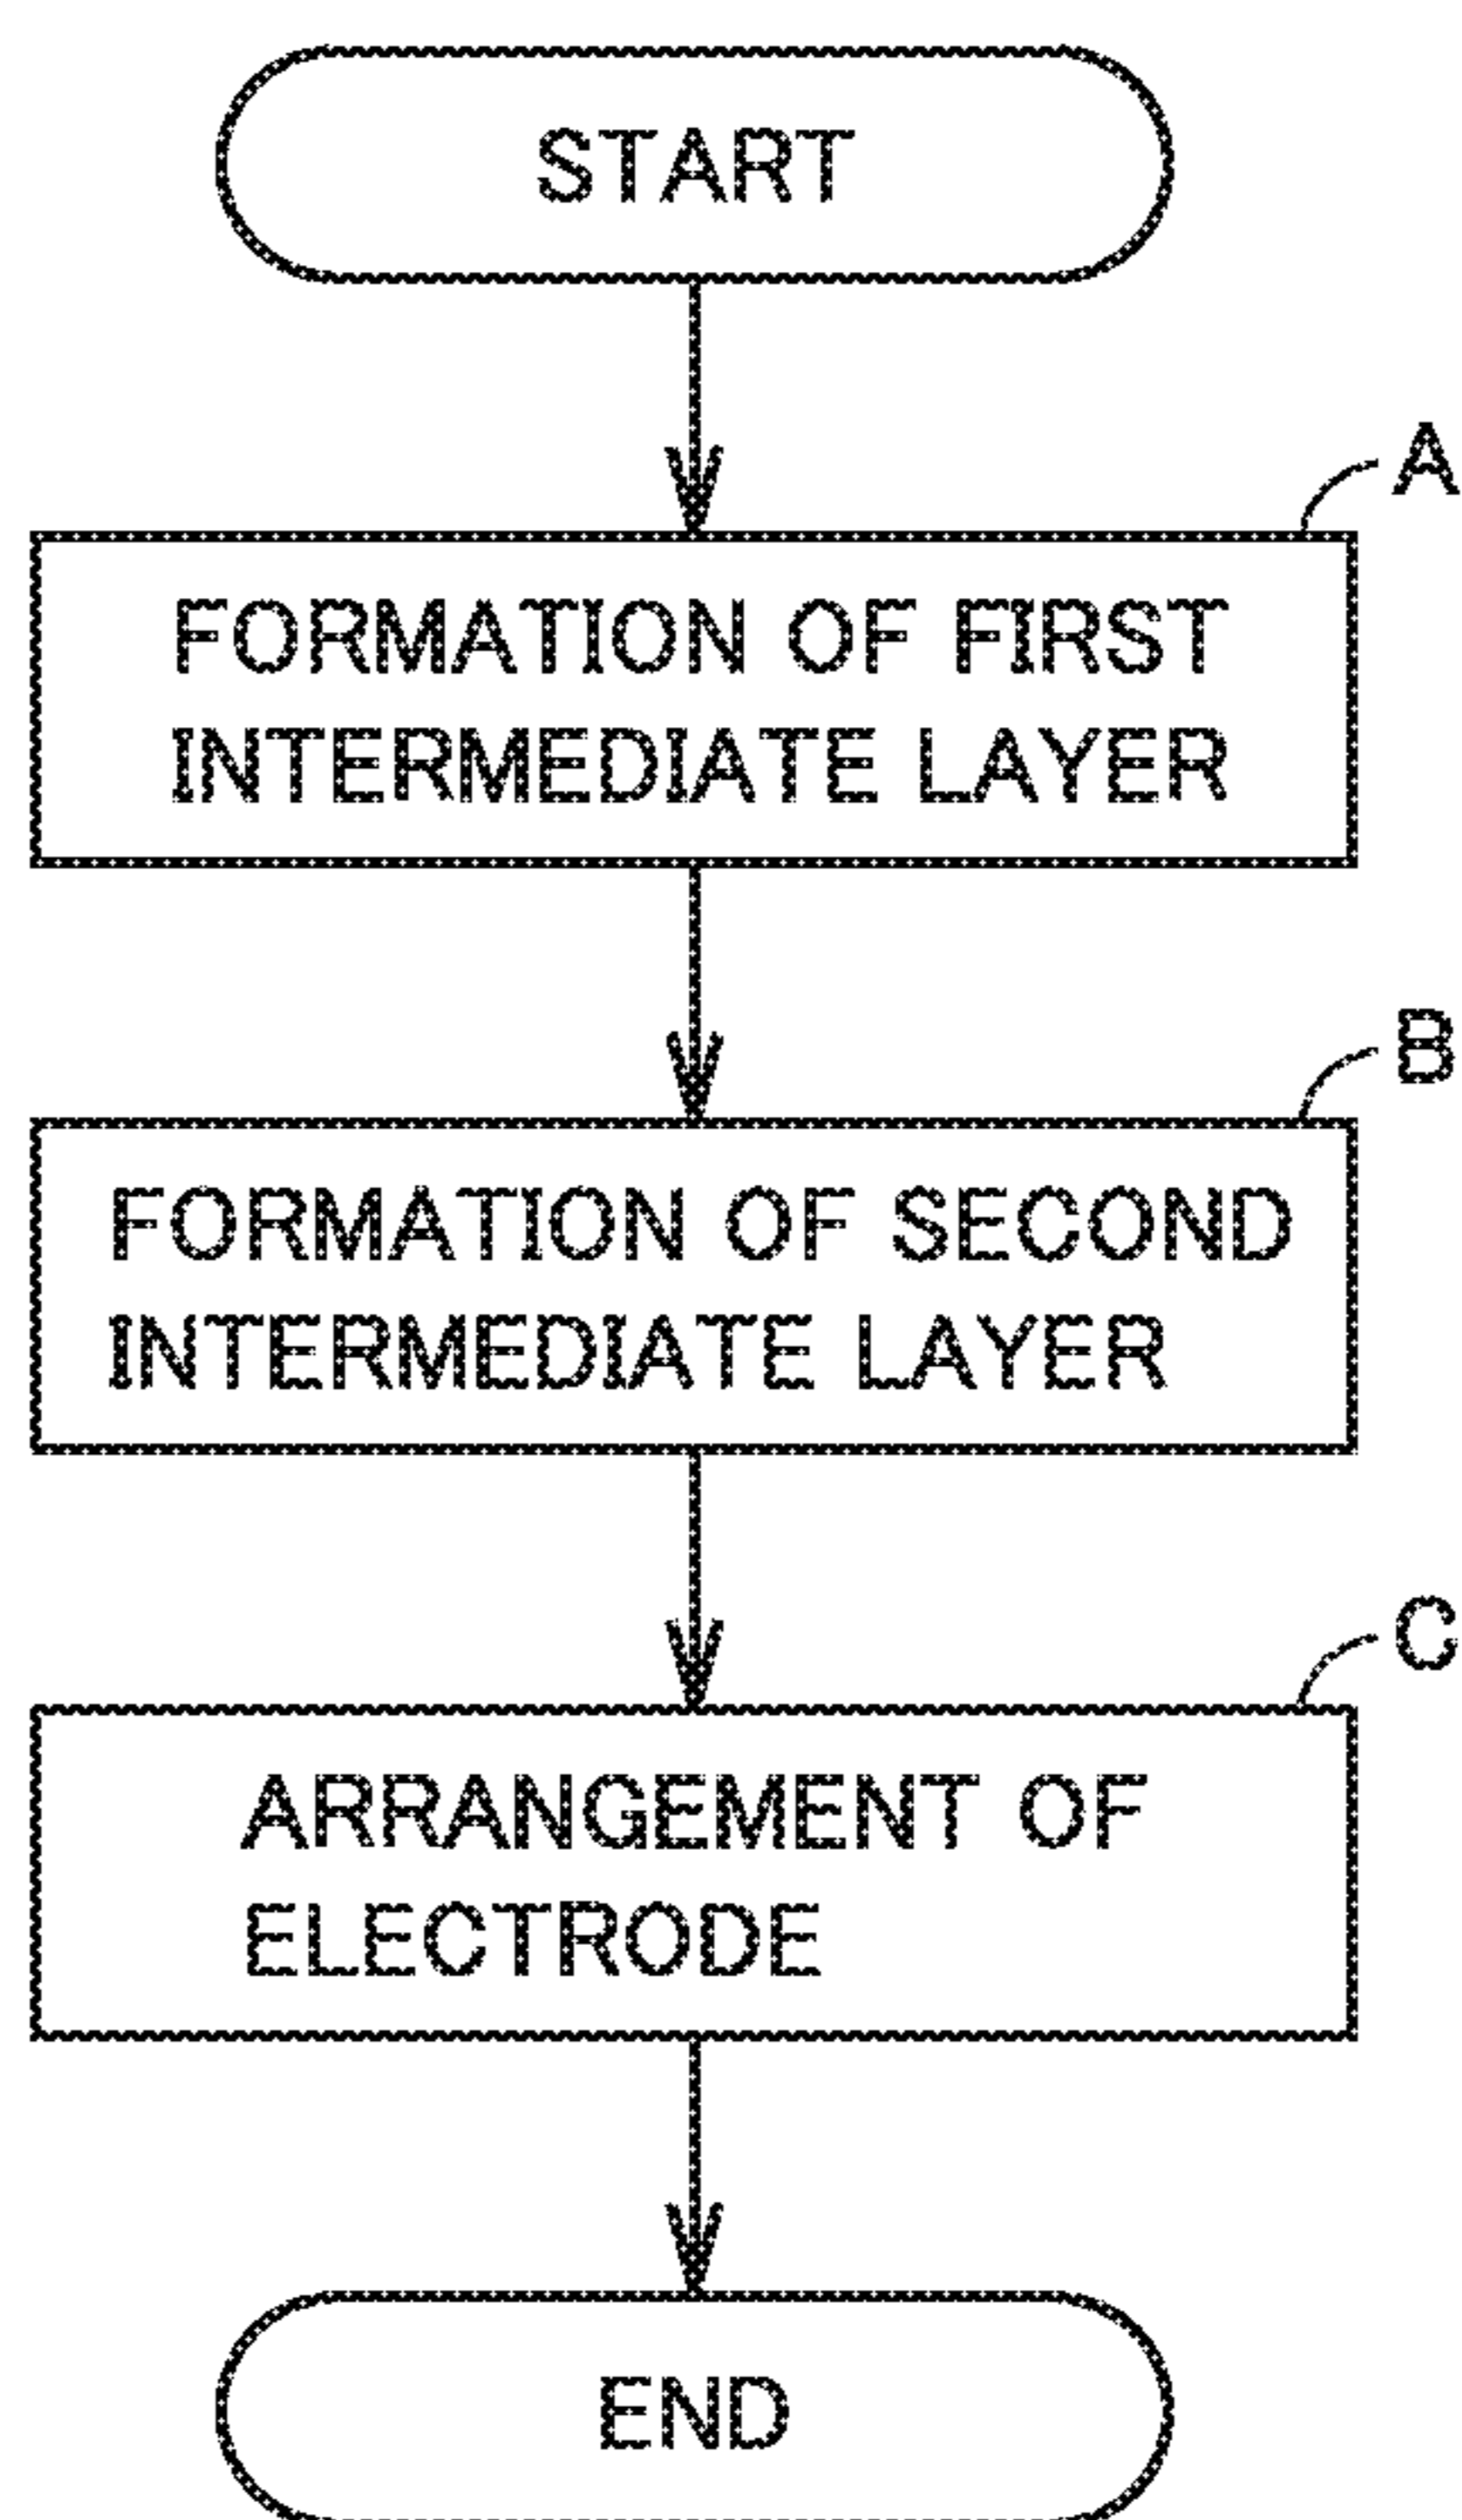 START
A
FORMATION OF FIRST
INTERMEDIATE LAYER
B
FORMATION OF SECOND
INTERMEDIATE LAYER
C
ARRANGEMENT OF
ELECTRODE
END